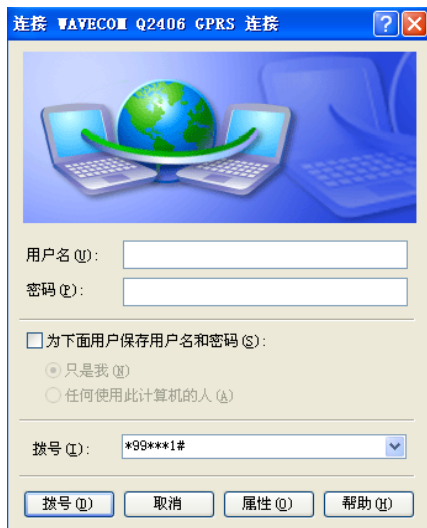 连接 WAVECOM Q2406 GPRS 连接
用户名(U):
密码(P):
为下面用户保存用户名和密码(S):
只是我(N)
任何使用此计算机的人(A)
拨号(I): *99***1#
拨号(D) 取消 属性(O) 帮助(H)